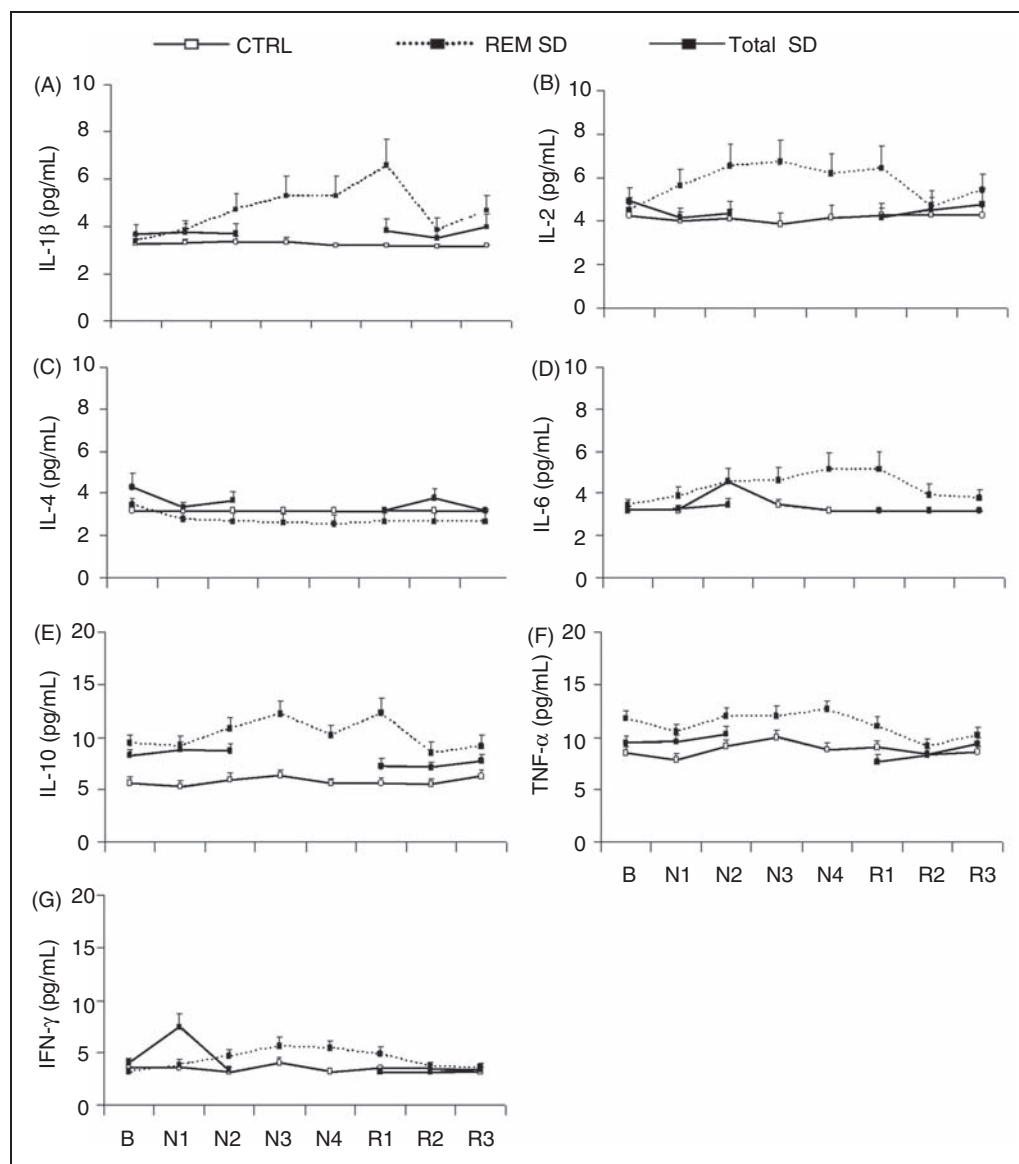 CTRL REM SD Total SD
(A) 10 8 6 4 2 0
IL-1β (pg/mL)
(B) 10 8 6 4 2 0
IL-2 (pg/mL)
(C) 10 8 6 4 2 0
IL-4 (pg/mL)
(D) 10 8 6 4 2 0
IL-6 (pg/mL)
(E) 20 15 10 5 0
IL-10 (pg/mL)
(F) 20 15 10 5 0
TNF-α (pg/mL)
B N1 N2 N3 N4 R1 R2 R3
(G) 20 15 10 5 0
IFN-γ (pg/mL)
B N1 N2 N3 N4 R1 R2 R3